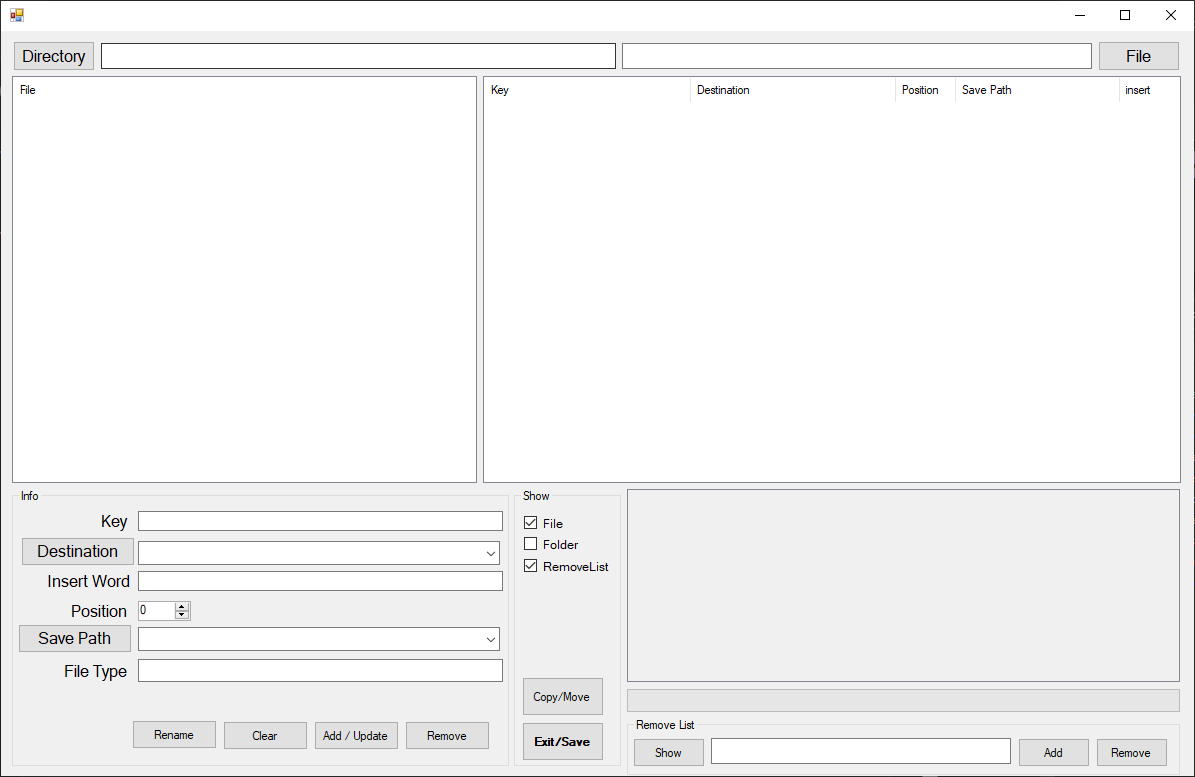 Directory File
File
Key Destination Position Save Path insert
Info
Key
Destination
Insert Word
Position 0
Save Path
File Type
Rename Clear Add / Update Remove
Show
File
Folder
RemoveList
Copy/Move
Exit/Save
Remove List
Show Add Remove